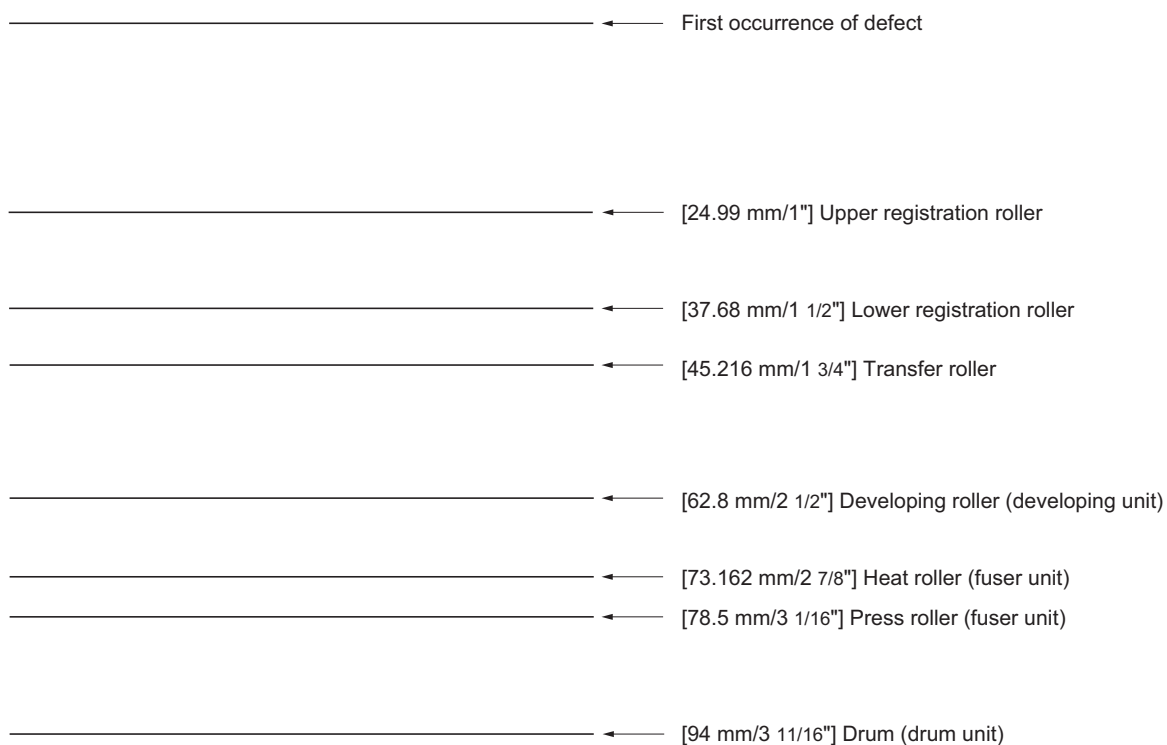 First occurrence of defect
[24.99 mm/1"] Upper registration roller
[37.68 mm/1 1/2"] Lower registration roller
[45.216 mm/1 3/4"] Transfer roller
[62.8 mm/2 1/2"] Developing roller (developing unit)
[73.162 mm/2 7/8"] Heat roller (fuser unit)
[78.5 mm/3 1/16"] Press roller (fuser unit)
[94 mm/3 11/16"] Drum (drum unit)